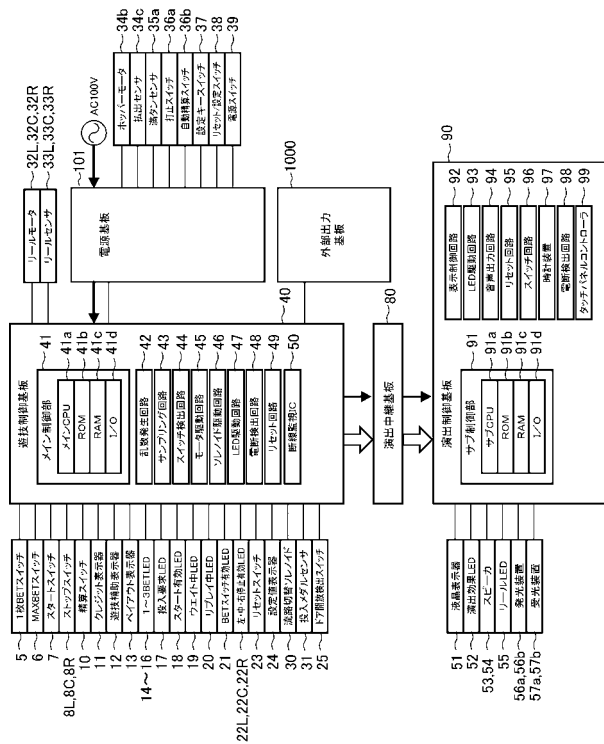 5 1枚BETスイッチ
6 MAXBETスイッチ
7 スタートスイッチ
8L,8C,8R ストップスイッチ
10 精算スイッチ
11 クレジット表示器
12 遊技補助表示器
13 ペイアウト表示器
14～16 1～3BETLED
17 投入要求LED
18 スタート有効LED
19 ウエイト中LED
20 リプレイ中LED
21 BETスイッチ有効LED
22L,22C,22R 左・中・右停止有効LED
23 リセットスイッチ
24 設定値表示器
30 流路切替ソレノイド
31 投入メダルセンサ
25 ドア開放検出スイッチ
遊技制御基板
40
メイン制御部 41
メインCPU 41a
ROM 41b
RAM 41c
I/O 41d
乱数発生回路 42
サンプリング回路 43
スイッチ検出回路 44
モータ駆動回路 45
ソレノイド駆動回路 46
LED駆動回路 47
電断検出回路 48
リセット回路 49
断線監視IC 50
リールモータ 32L,32C,32R
リールセンサ 33L,33C,33R
AC100V
101
電源基板
ホッパーモータ 34b
払出センサ 34c
満タンセンサ 35a
打止スイッチ 36a
自動精算スイッチ 36b
設定キースイッチ 37
リセット/設定スイッチ 38
電源スイッチ 39
1000
外部出力
基板
演出中継基板
80
51 液晶表示器
52 演出効果LED
53,54 スピーカ
55 リールLED
56a,56b 発光装置
57a,57b 受光装置
演出制御基板
90
サブ制御部 91
サブCPU 91a
ROM 91b
RAM 91c
I/O 91d
表示制御回路 92
LED駆動回路 93
音声出力回路 94
リセット回路 95
スイッチ回路 96
時計装置 97
電断検出回路 98
タッチパネルコントローラ 99